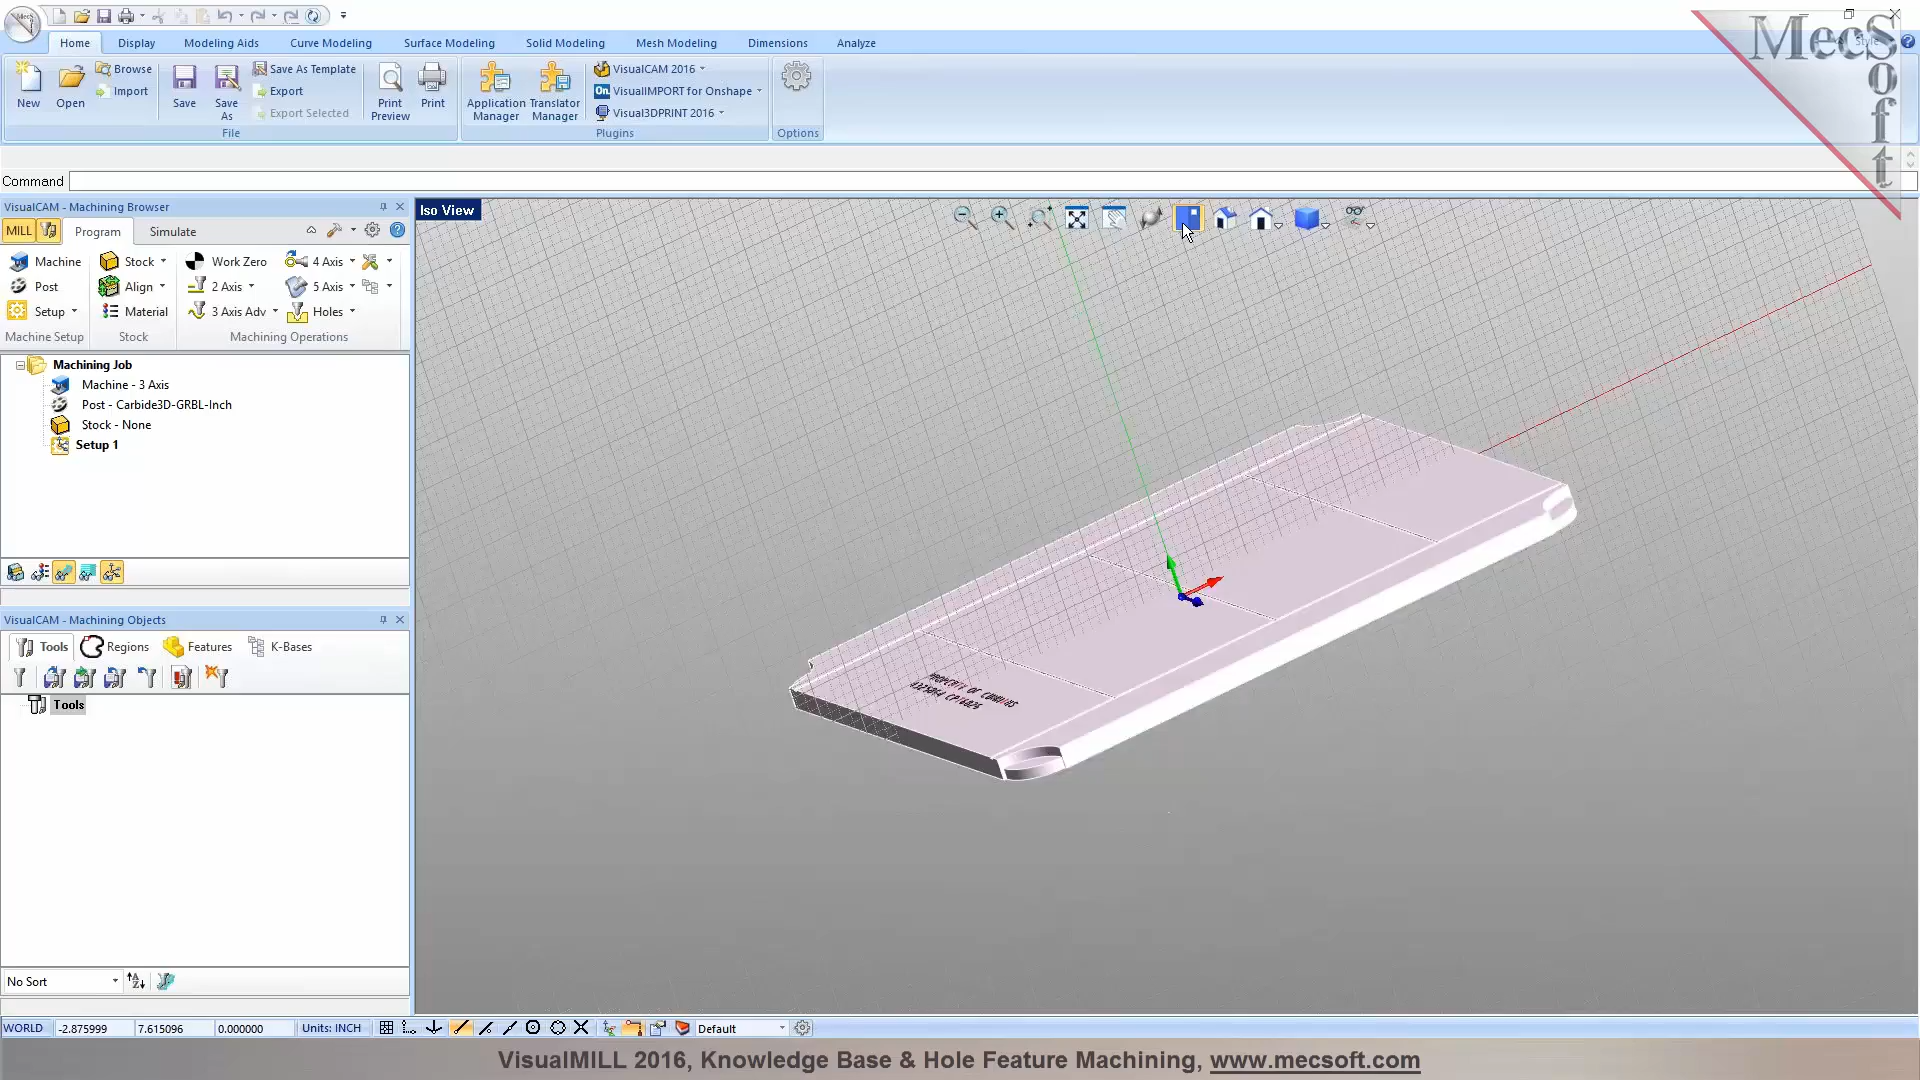 MecSoft
Style
Home Display Modeling Aids Curve Modeling Surface Modeling Solid Modeling Mesh Modeling Dimensions Analyze
New
Open
Browse
Import
Save
Save As
Save As Template
Export
Export Selected
File
Print Preview
Print
Application Manager
Translator Manager
VisualCAM 2016
VisualIMPORT for Onshape
Visual3DPRINT 2016
Plugins
Options
Command
VisualCAM - Machining Browser
MILL Program Simulate
Machine Stock Work Zero 4 Axis
Post Align 2 Axis 5 Axis
Setup Material 3 Axis Adv Holes
Machine Setup Stock Machining Operations
Machining Job
Machine - 3 Axis
Post - Carbide3D-GRBL-Inch
Stock - None
Setup 1
Iso View
PROPERTY OF CUMMINS
VisualCAM - Machining Objects
Tools Regions Features K-Bases
Tools
No Sort
WORLD -2.875999 7.615096 0.000000 Units: INCH Default
VisualMILL 2016, Knowledge Base & Hole Feature Machining, www.mecsoft.com